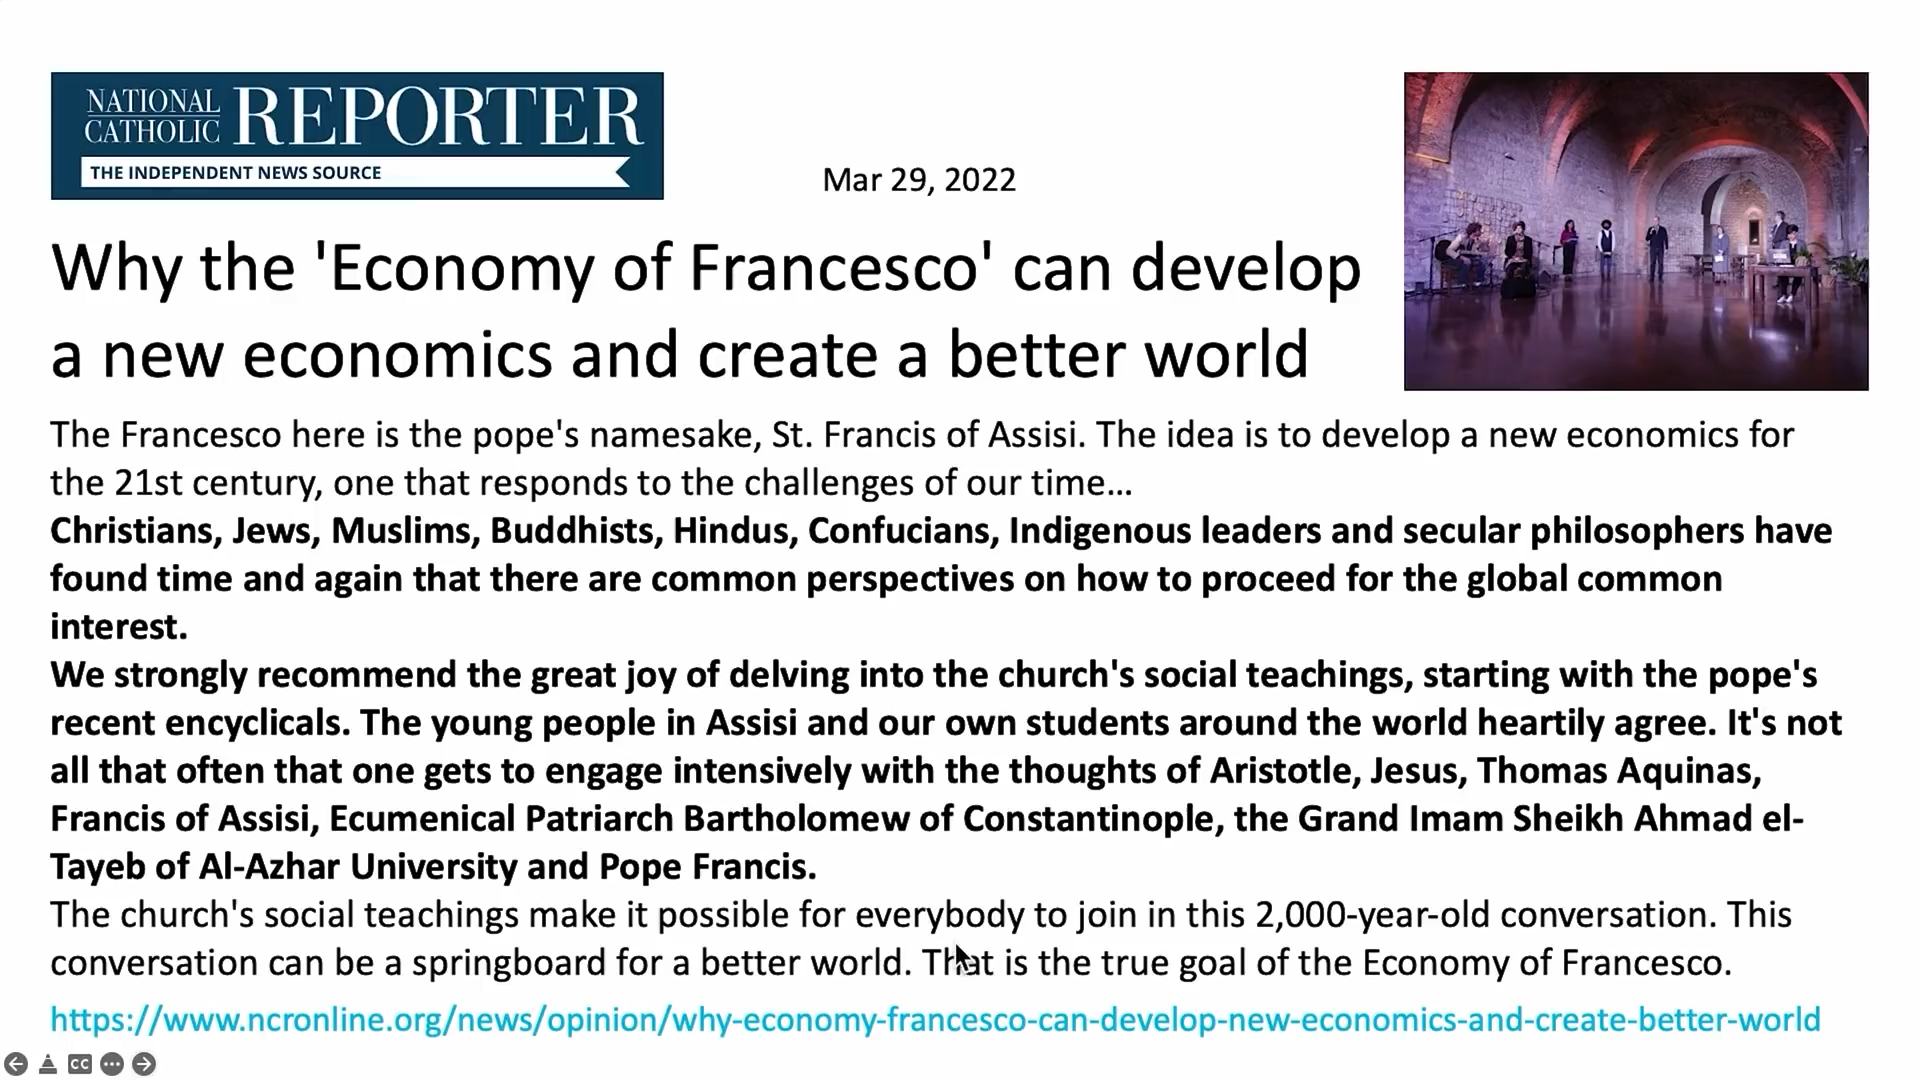 NATIONAL CATHOLIC REPORTER
THE INDEPENDENT NEWS SOURCE
Mar 29, 2022
Why the 'Economy of Francesco' can develop
a new economics and create a better world
The Francesco here is the pope's namesake, St. Francis of Assisi. The idea is to develop a new economics for
the 21st century, one that responds to the challenges of our time…
Christians, Jews, Muslims, Buddhists, Hindus, Confucians, Indigenous leaders and secular philosophers have
found time and again that there are common perspectives on how to proceed for the global common
interest.
We strongly recommend the great joy of delving into the church's social teachings, starting with the pope's
recent encyclicals. The young people in Assisi and our own students around the world heartily agree. It's not
all that often that one gets to engage intensively with the thoughts of Aristotle, Jesus, Thomas Aquinas,
Francis of Assisi, Ecumenical Patriarch Bartholomew of Constantinople, the Grand Imam Sheikh Ahmad el-
Tayeb of Al-Azhar University and Pope Francis.
The church's social teachings make it possible for everybody to join in this 2,000-year-old conversation. This
conversation can be a springboard for a better world. That is the true goal of the Economy of Francesco.
https://www.ncronline.org/news/opinion/why-economy-francesco-can-develop-new-economics-and-create-better-world
CC